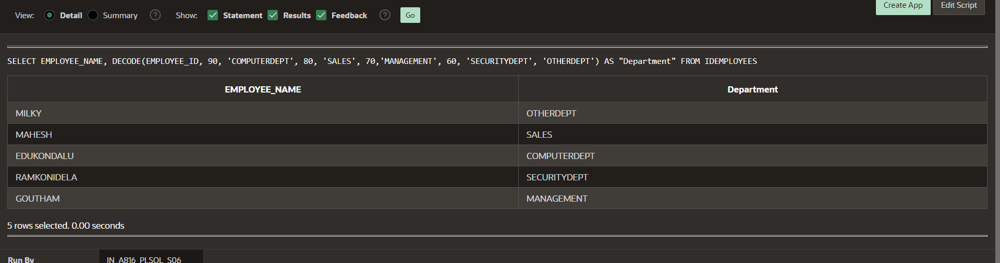 Create App Edit Script
View: Detail Summary ? Show: Statement Results Feedback ? Go
SELECT EMPLOYEE_NAME, DECODE(EMPLOYEE_ID, 90, 'COMPUTERDEPT', 80, 'SALES', 70,'MANAGEMENT', 60, 'SECURITYDEPT', 'OTHERDEPT') AS "Department" FROM IDEMPLOYEES
EMPLOYEE_NAME Department
MILKY OTHERDEPT
MAHESH SALES
EDUKONDALU COMPUTERDEPT
RAMKONIDELA SECURITYDEPT
GOUTHAM MANAGEMENT
5 rows selected. 0.00 seconds
Run By IN_A816_PLSQL_S06